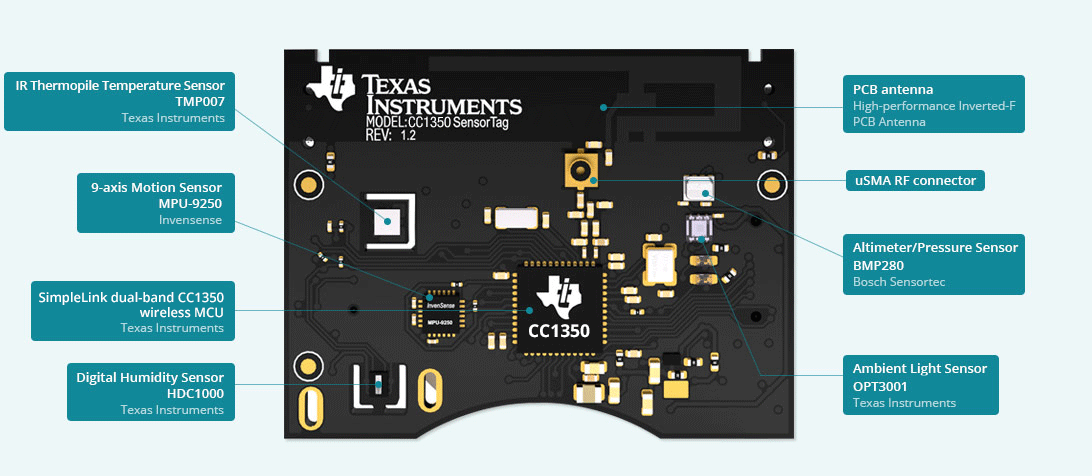 IR Thermopile Temperature Sensor
TMP007
Texas Instruments
9-axis Motion Sensor
MPU-9250
Invensense
SimpleLink dual-band CC1350
wireless MCU
Texas Instruments
Digital Humidity Sensor
HDC1000
Texas Instruments
TEXAS
INSTRUMENTS
MODEL:CC1350 SensorTag
REV: 1.2
InvenSense
MPU-9250
CC1350
PCB antenna
High-performance Inverted-F
PCB Antenna
uSMA RF connector
Altimeter/Pressure Sensor
BMP280
Bosch Sensortec
Ambient Light Sensor
OPT3001
Texas Instruments